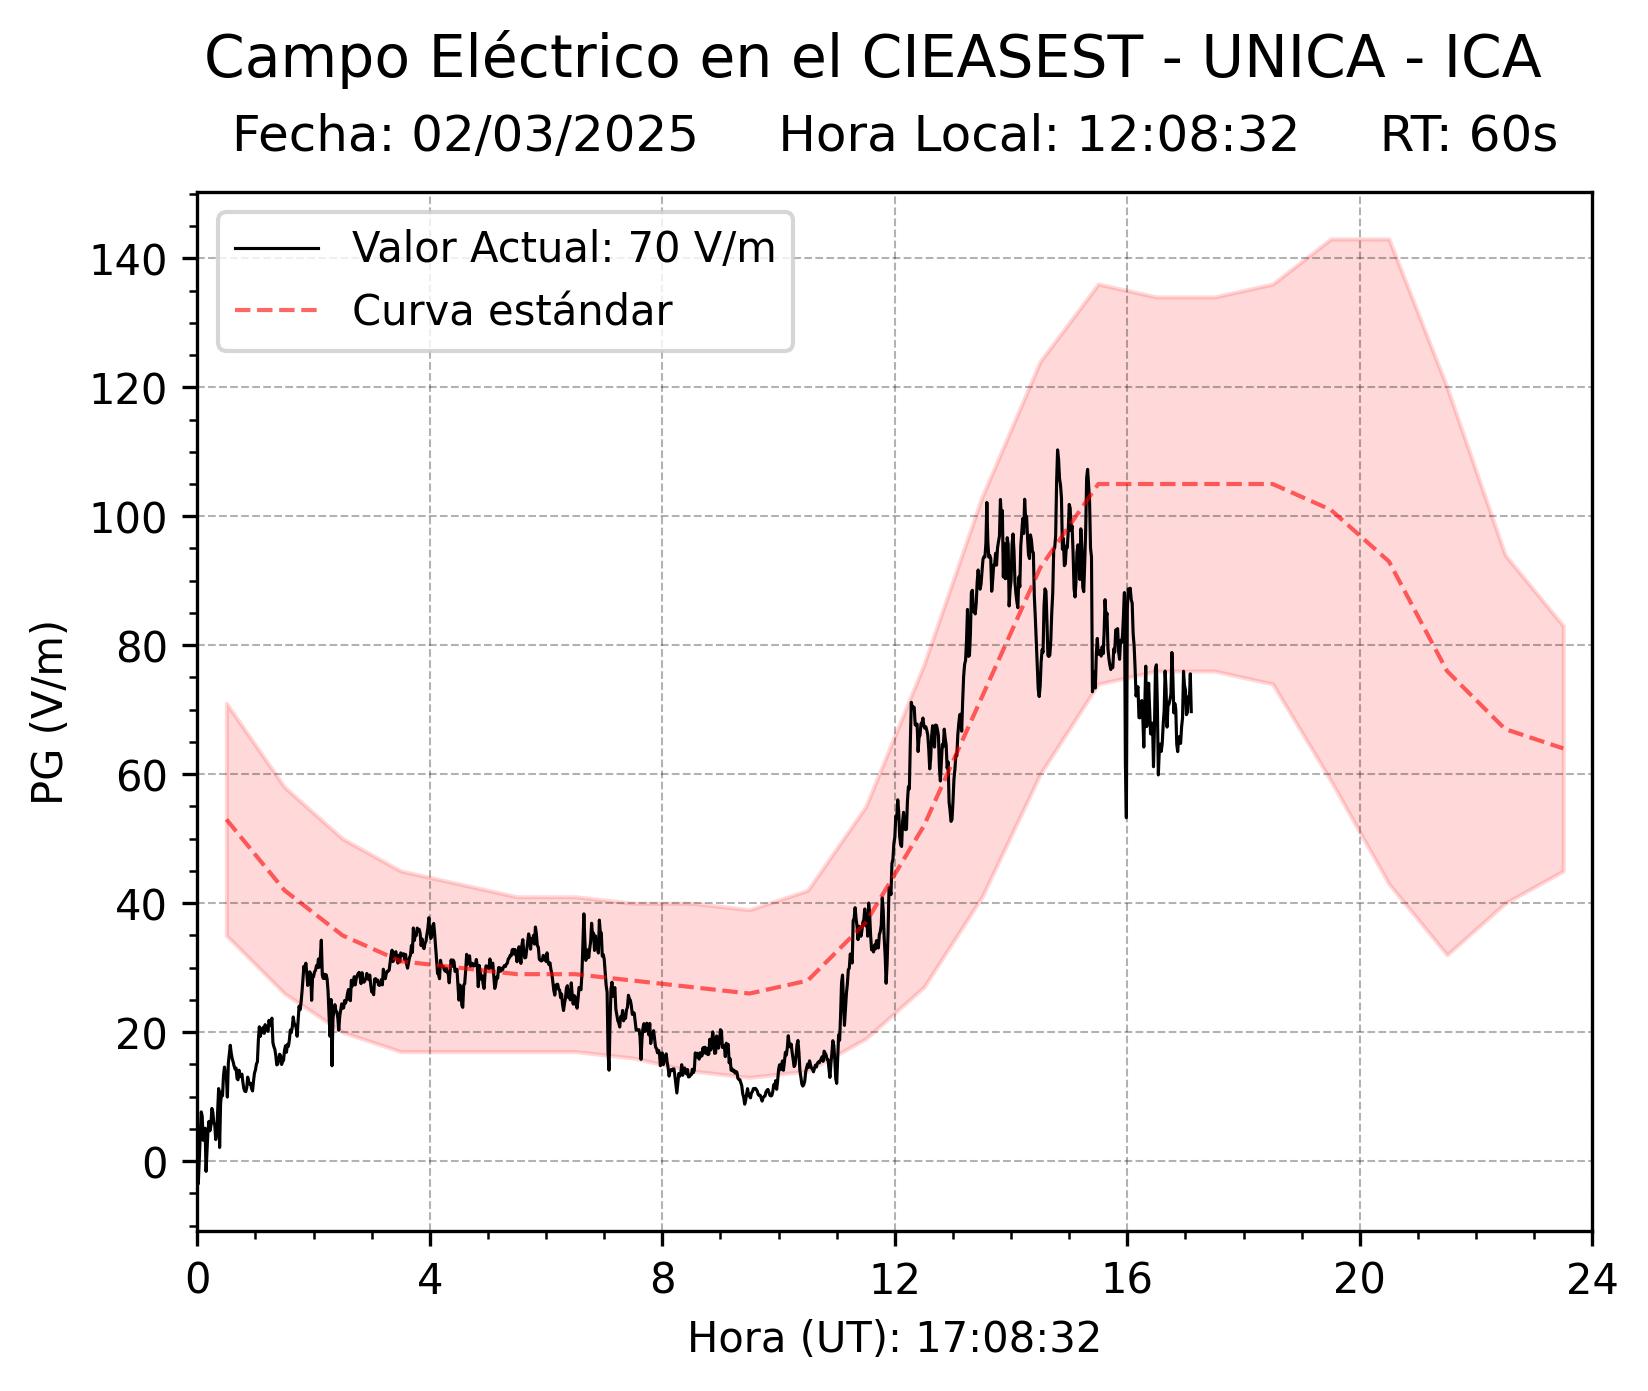 Campo Eléctrico en el CIEASEST - UNICA - ICA
Fecha: 02/03/2025 Hora Local: 12:08:32 RT: 60s
Valor Actual: 70 V/m
Curva estándar
140
120
100
80
60
40
20
0
PG (V/m)
0 4 8 12 16 20 24
Hora (UT): 17:08:32